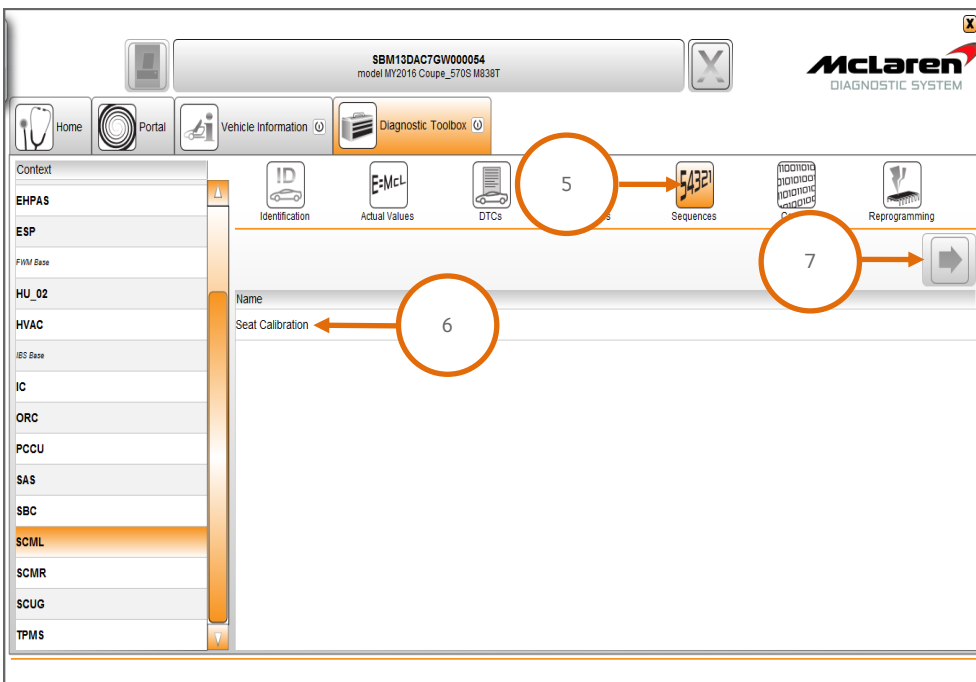 X
SBM13DAC7GW000054
model MY2016 Coupe_570S M838T
X
McLaren
DIAGNOSTIC SYSTEM
Home
Portal
Vehicle Information
Diagnostic Toolbox
Context
EHPAS
ESP
FWM Base
HU_02
HVAC
IBS Base
IC
ORC
PCCU
SAS
SBC
SCML
SCMR
SCUG
TPMS
ID
E=McL
54321
Identification
Actual Values
DTCs
Sequences
Reprogramming
5
7
Name
Seat Calibration
6